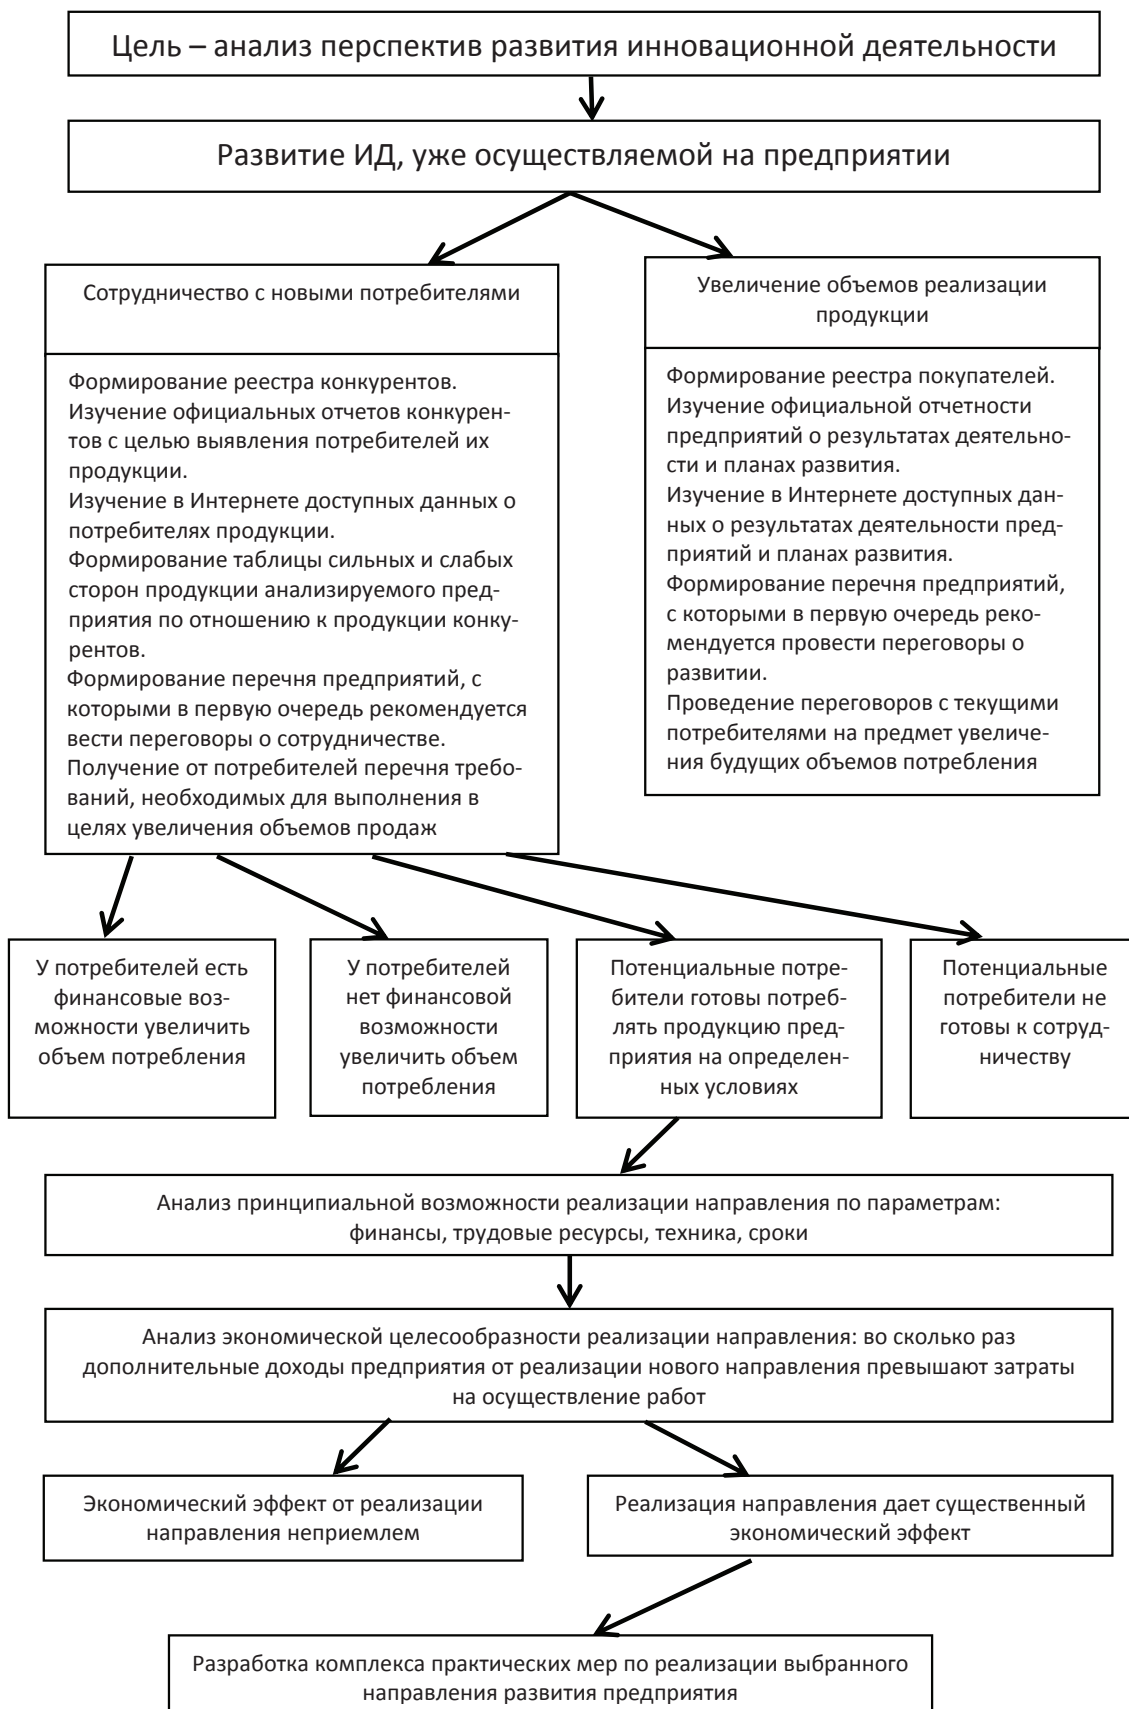 Цель – анализ перспектив развития инновационной деятельности
Развитие ИД, уже осуществляемой на предприятии
Сотрудничество с новыми потребителями
Формирование реестра конкурентов.
Изучение официальных отчетов конкурен-
тов с целью выявления потребителей их
продукции.
Изучение в Интернете доступных данных о
потребителях продукции.
Формирование таблицы сильных и слабых
сторон продукции анализируемого пред-
приятия по отношению к продукции конку-
рентов.
Формирование перечня предприятий, с
которыми в первую очередь рекомендуется
вести переговоры о сотрудничестве.
Получение от потребителей перечня требо-
ваний, необходимых для выполнения в
целях увеличения объемов продаж
Увеличение объемов реализации
продукции
Формирование реестра покупателей.
Изучение официальной отчетности
предприятий о результатах деятельно-
сти и планах развития.
Изучение в Интернете доступных дан-
ных о результатах деятельности пред-
приятий и планах развития.
Формирование перечня предприятий,
с которыми в первую очередь реко-
мендуется провести переговоры о
развитии.
Проведение переговоров с текущими
потребителями на предмет увеличе-
ния будущих объемов потребления
У потребителей есть
финансовые воз-
можности увеличить
объем потребления
У потребителей
нет финансовой
возможности
увеличить объем
потребления
Потенциальные потре-
бители готовы потреб-
лять продукцию пред-
приятия на определен-
ных условиях
Потенциальные
потребители не
готовы к сотруд-
ничеству
Анализ принципиальной возможности реализации направления по параметрам:
финансы, трудовые ресурсы, техника, сроки
Анализ экономической целесообразности реализации направления: во сколько раз
дополнительные доходы предприятия от реализации нового направления превышают затраты
на осуществление работ
Экономический эффект от реализации
направления неприемлем
Реализация направления дает существенный
экономический эффект
Разработка комплекса практических мер по реализации выбранного
направления развития предприятия